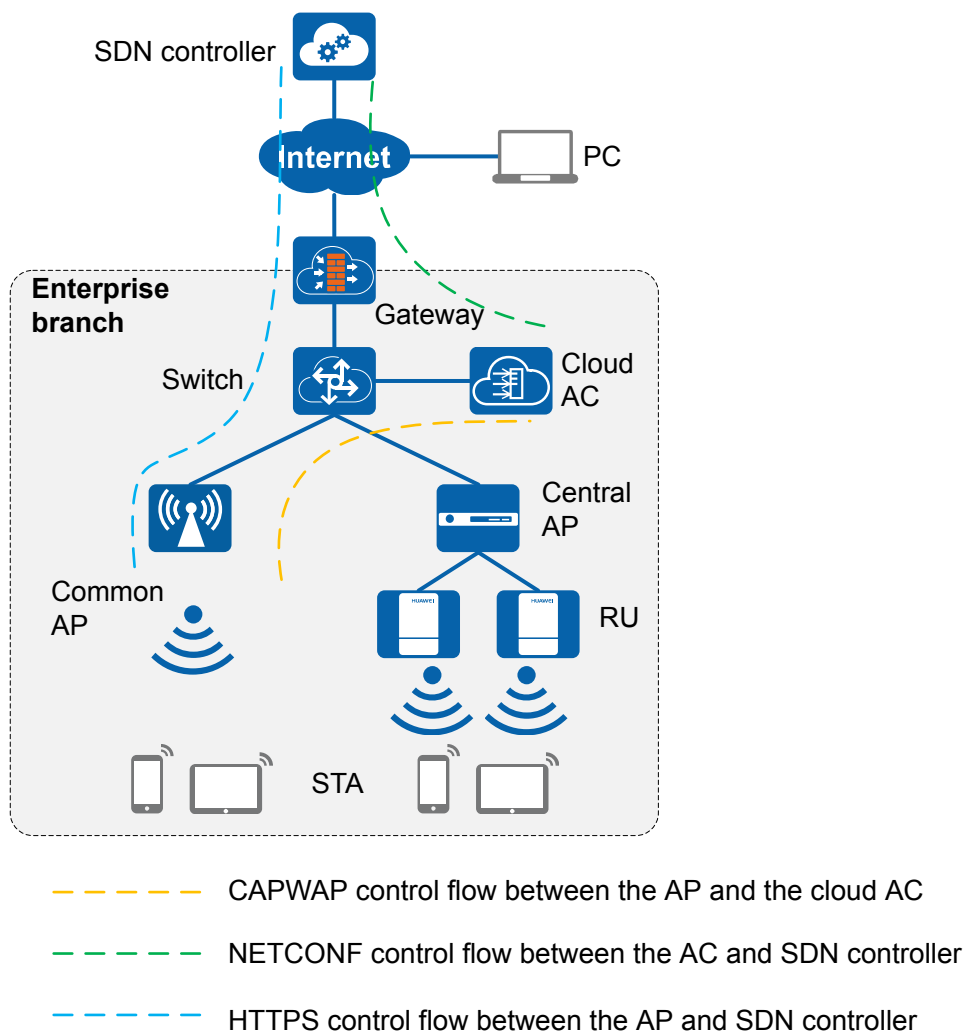 SDN controller
Internet
PC
Enterprise
branch
Gateway
Switch
Cloud
AC
Central
AP
Common
AP
HUAWEI
HUAWEI
RU
STA
CAPWAP control flow between the AP and the cloud AC
NETCONF control flow between the AC and SDN controller
HTTPS control flow between the AP and SDN controller